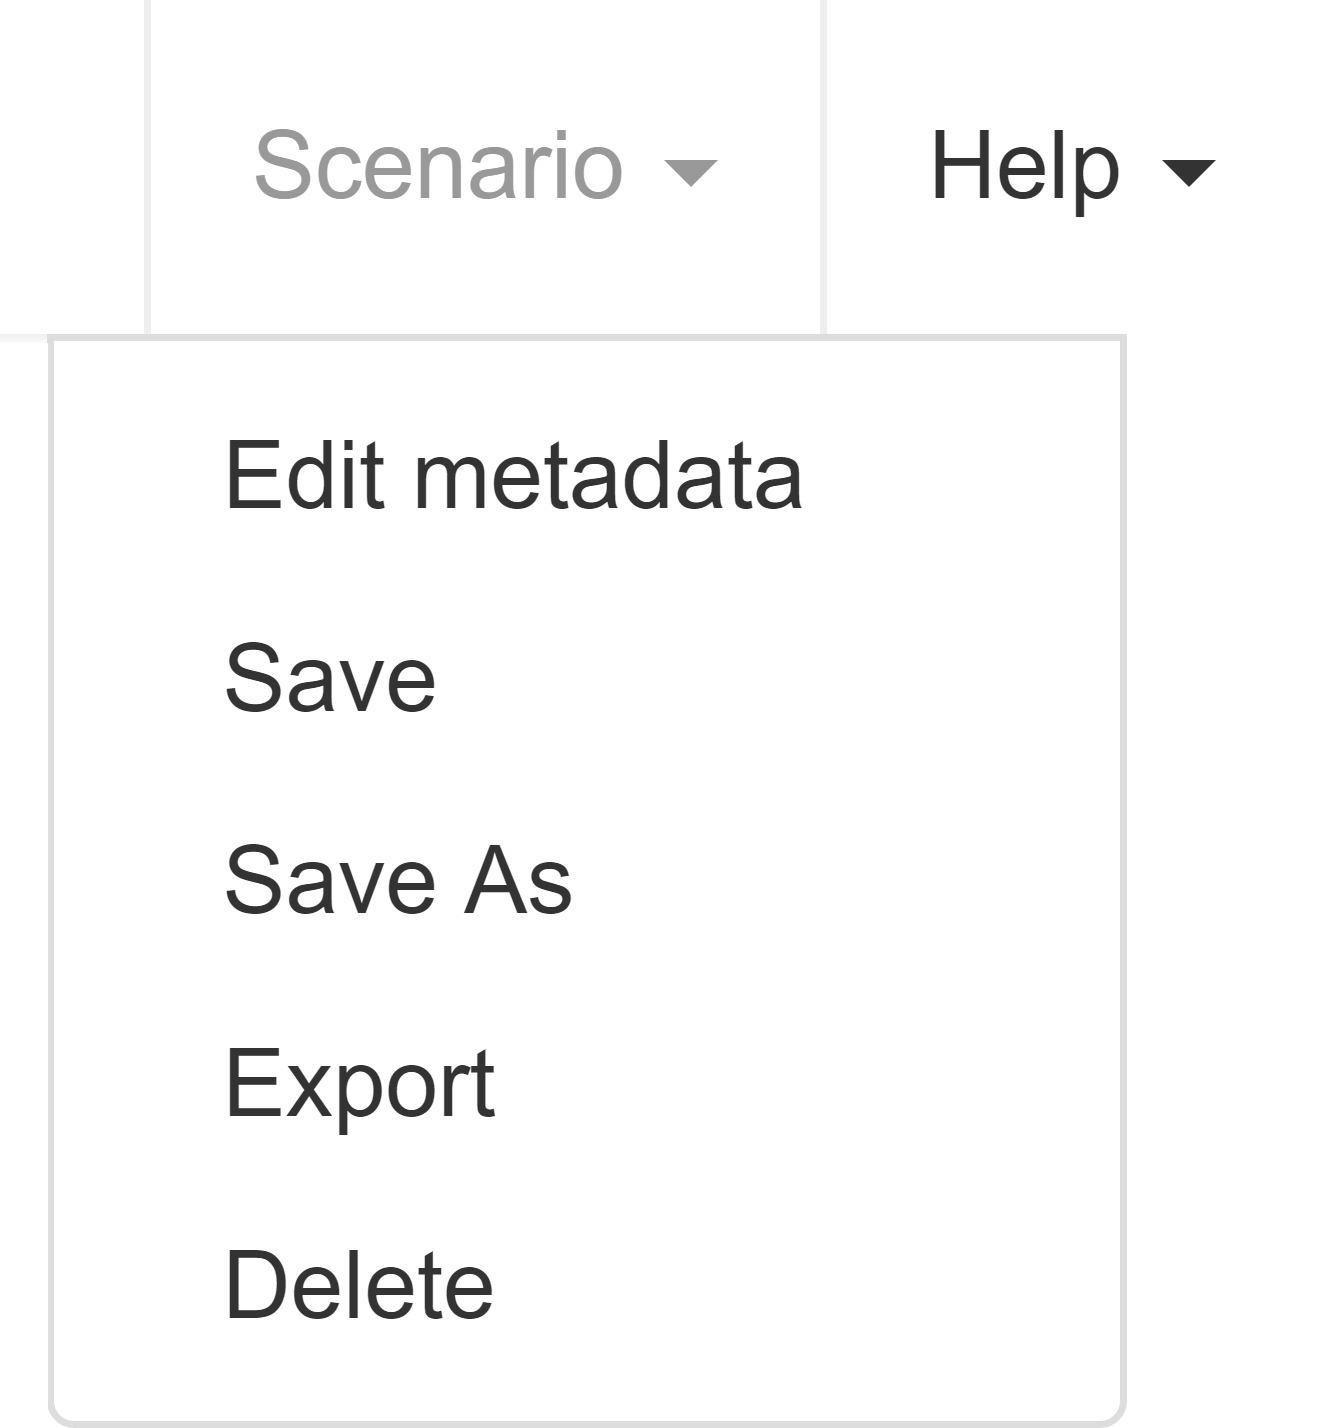 Scenario Help
Edit metadata
Save
Save As
Export
Delete